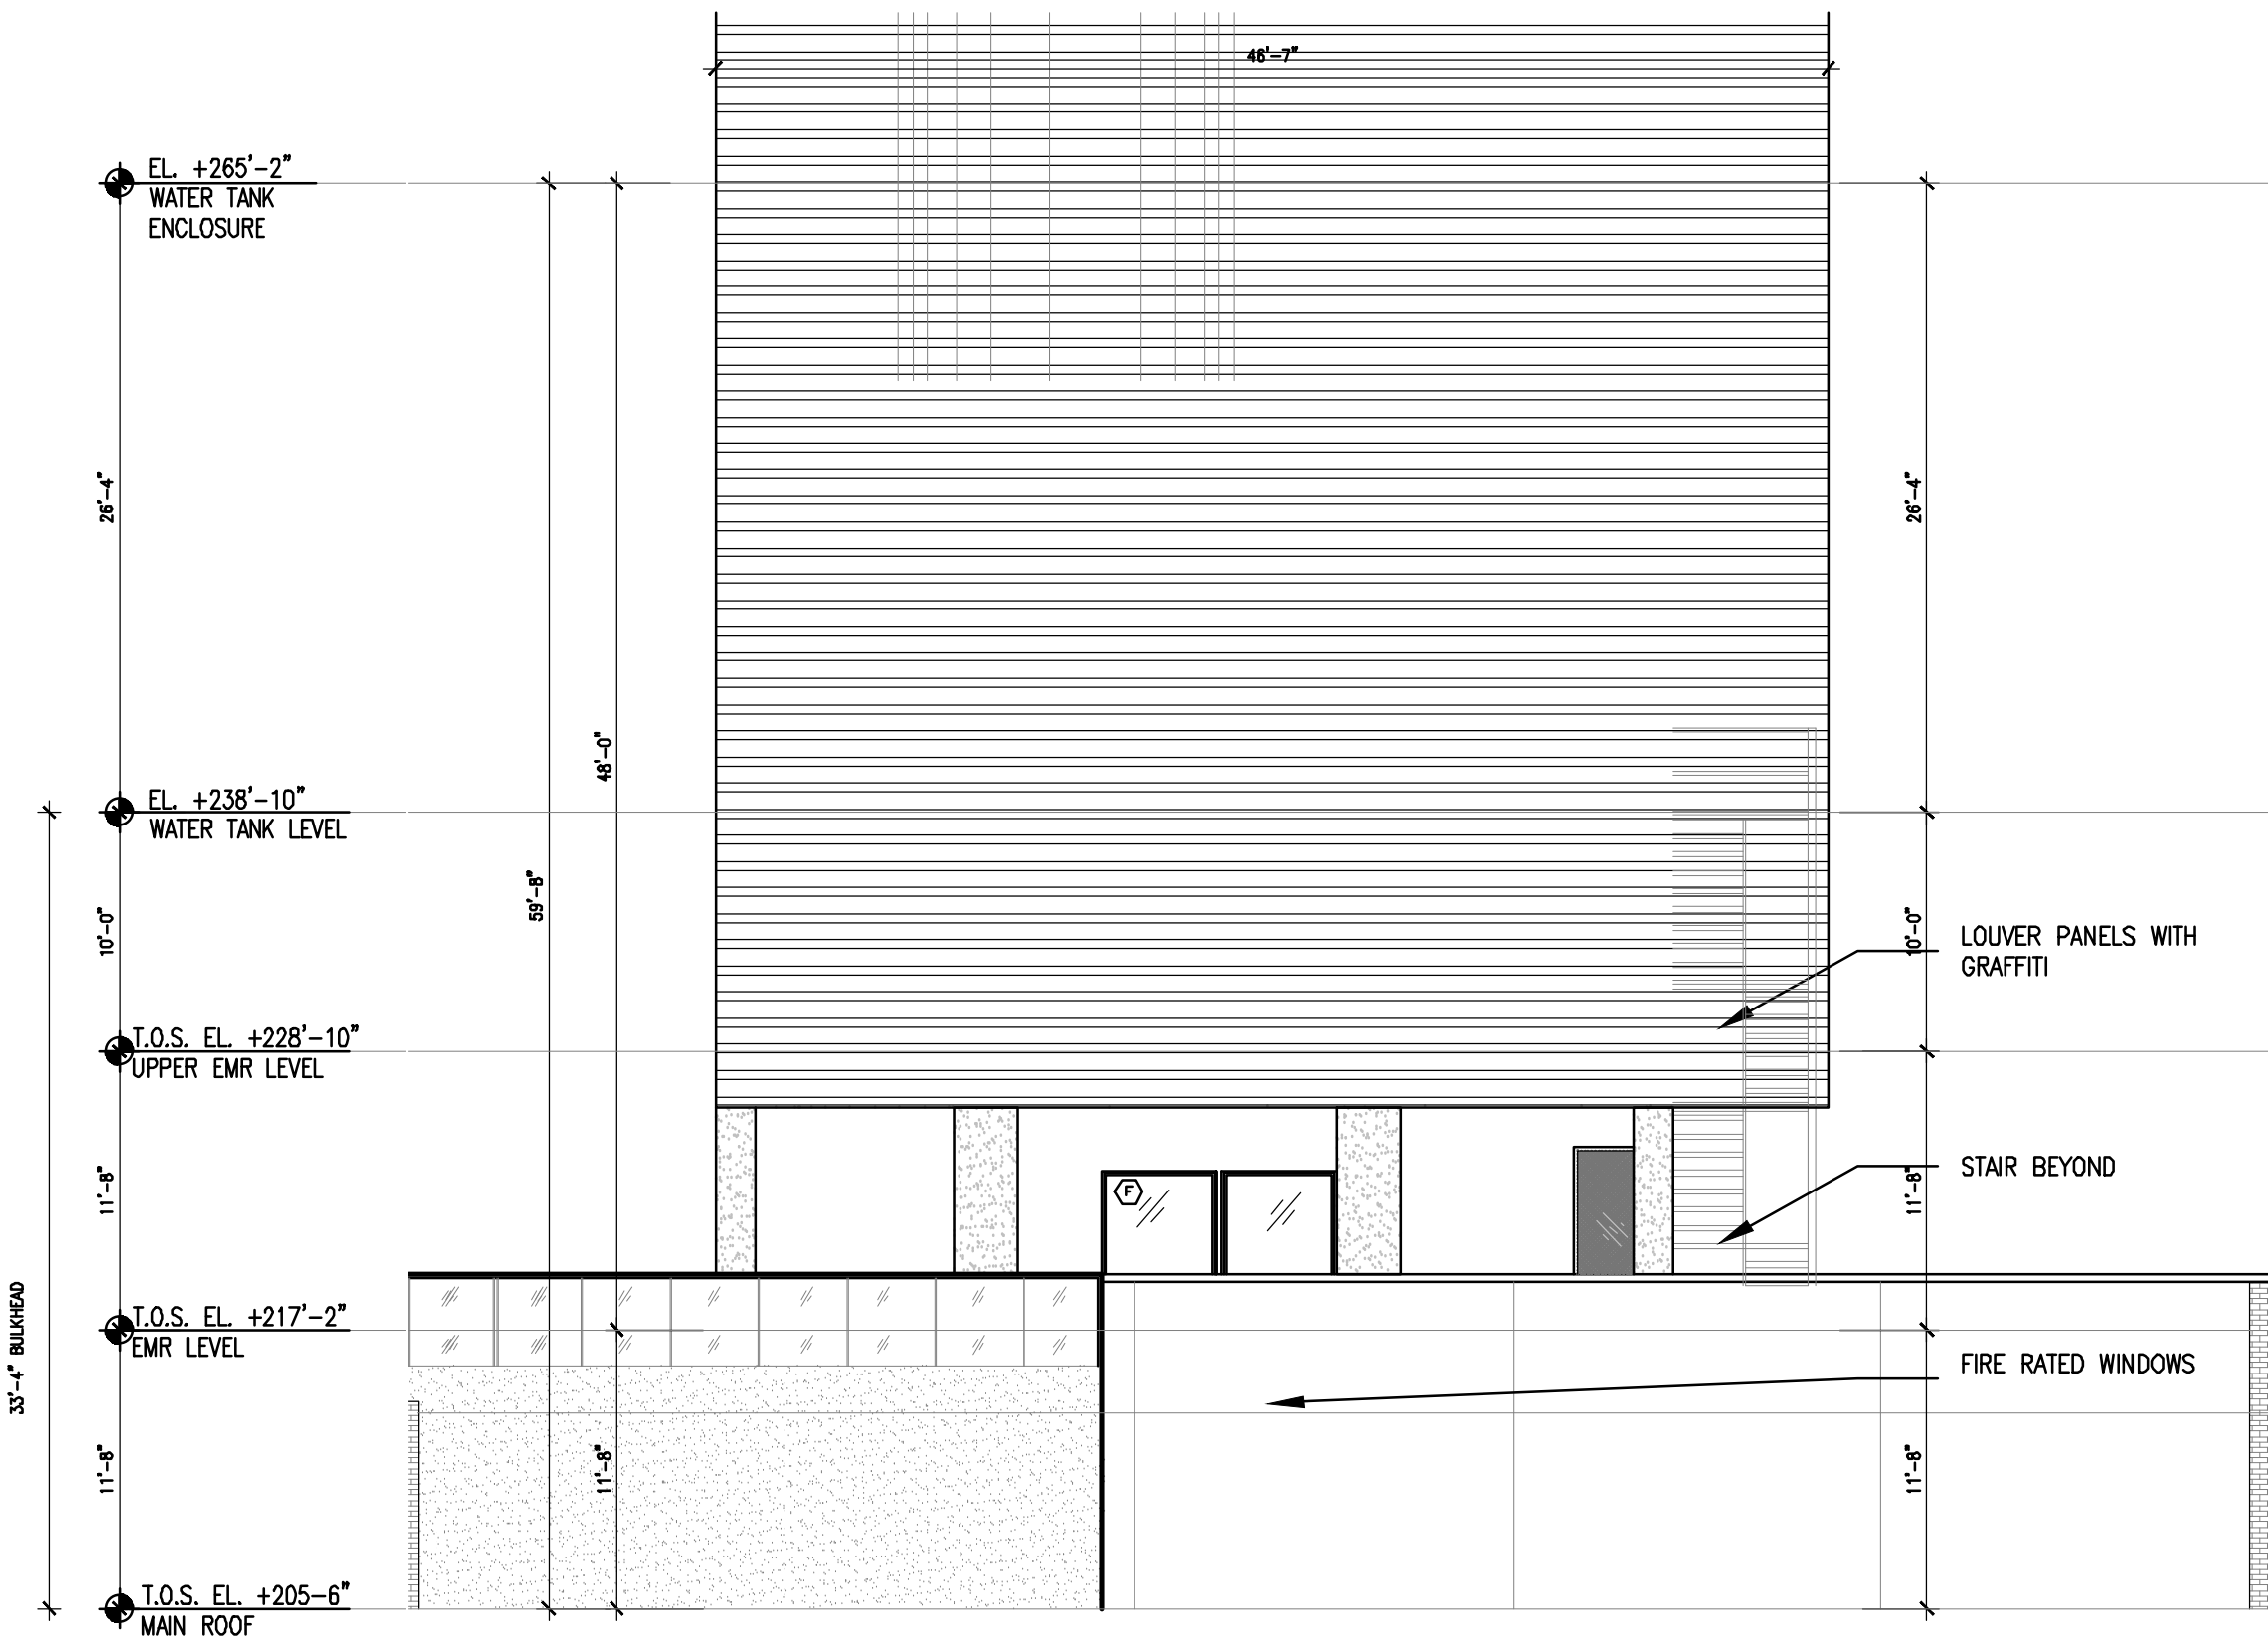 46'-7"
EL. +265'-2"
WATER TANK
ENCLOSURE
26'-4"
26'-4"
48'-0"
EL. +238'-10"
WATER TANK LEVEL
59'-8"
10'-0"
10'-0"
LOUVER PANELS WITH
GRAFFITI
T.O.S. EL. +228'-10"
UPPER EMR LEVEL
11'-8"
11'-8"
STAIR BEYOND
F
33'-4" BULKHEAD
T.O.S. EL. +217'-2"
EMR LEVEL
FIRE RATED WINDOWS
11'-8"
11'-8"
11'-8"
T.O.S. EL. +205-6"
MAIN ROOF